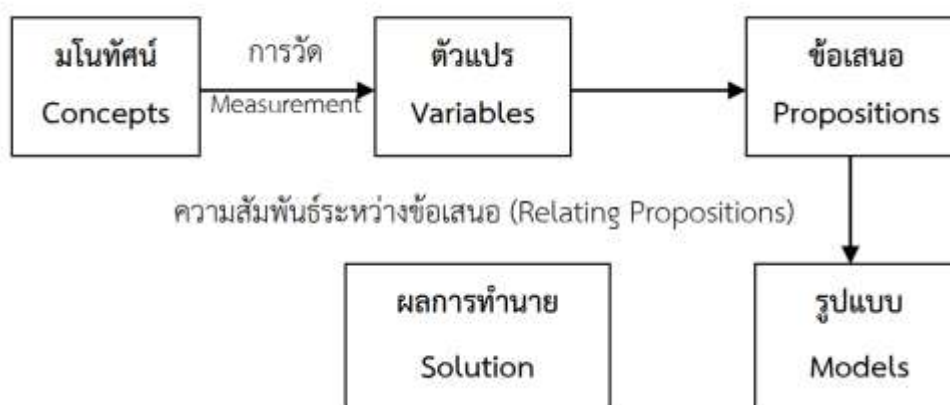 มโนทัศน์
Concepts
การวัด
Measurement
ตัวแปร
Variables
ข้อเสนอ
Propositions
ความสัมพันธ์ระหว่างข้อเสนอ (Relating Propositions)
ผลการทำนาย
Solution
รูปแบบ
Models